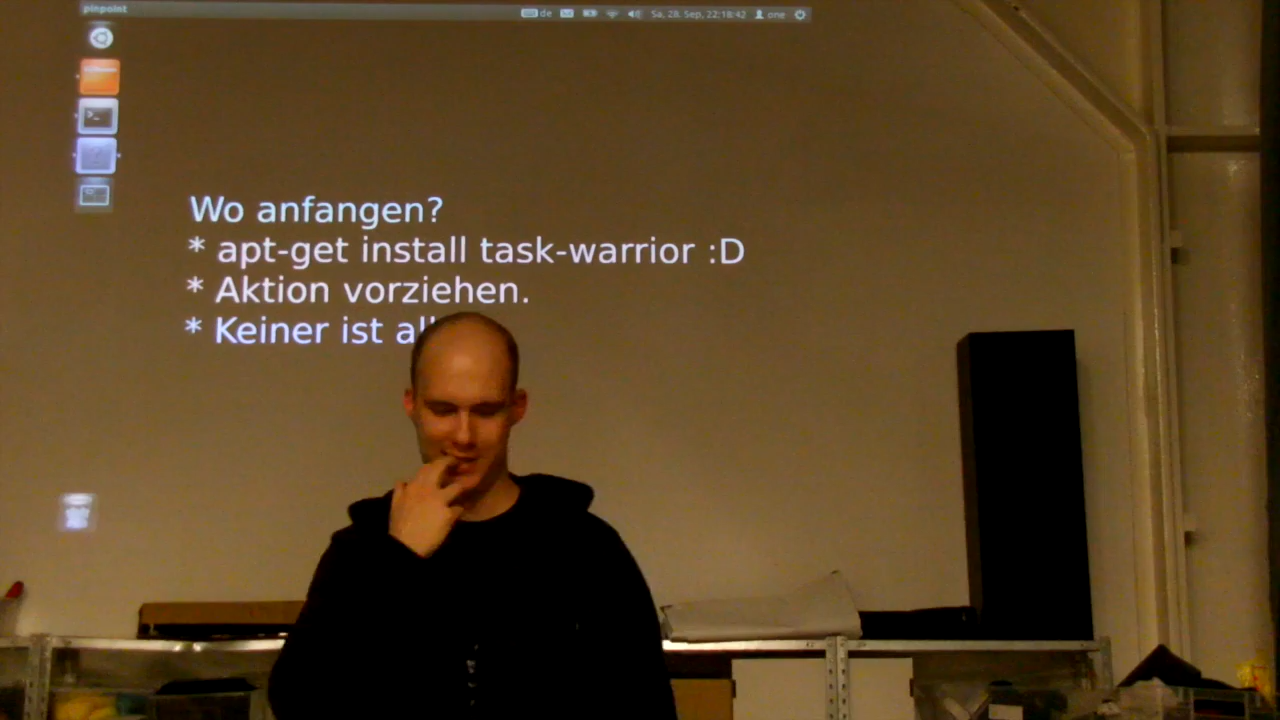 pinpoint
de Sa, 28. Sep, 22:18:42 one
Wo anfangen?
* apt-get install task-warrior :D
* Aktion vorziehen.
* Keiner ist